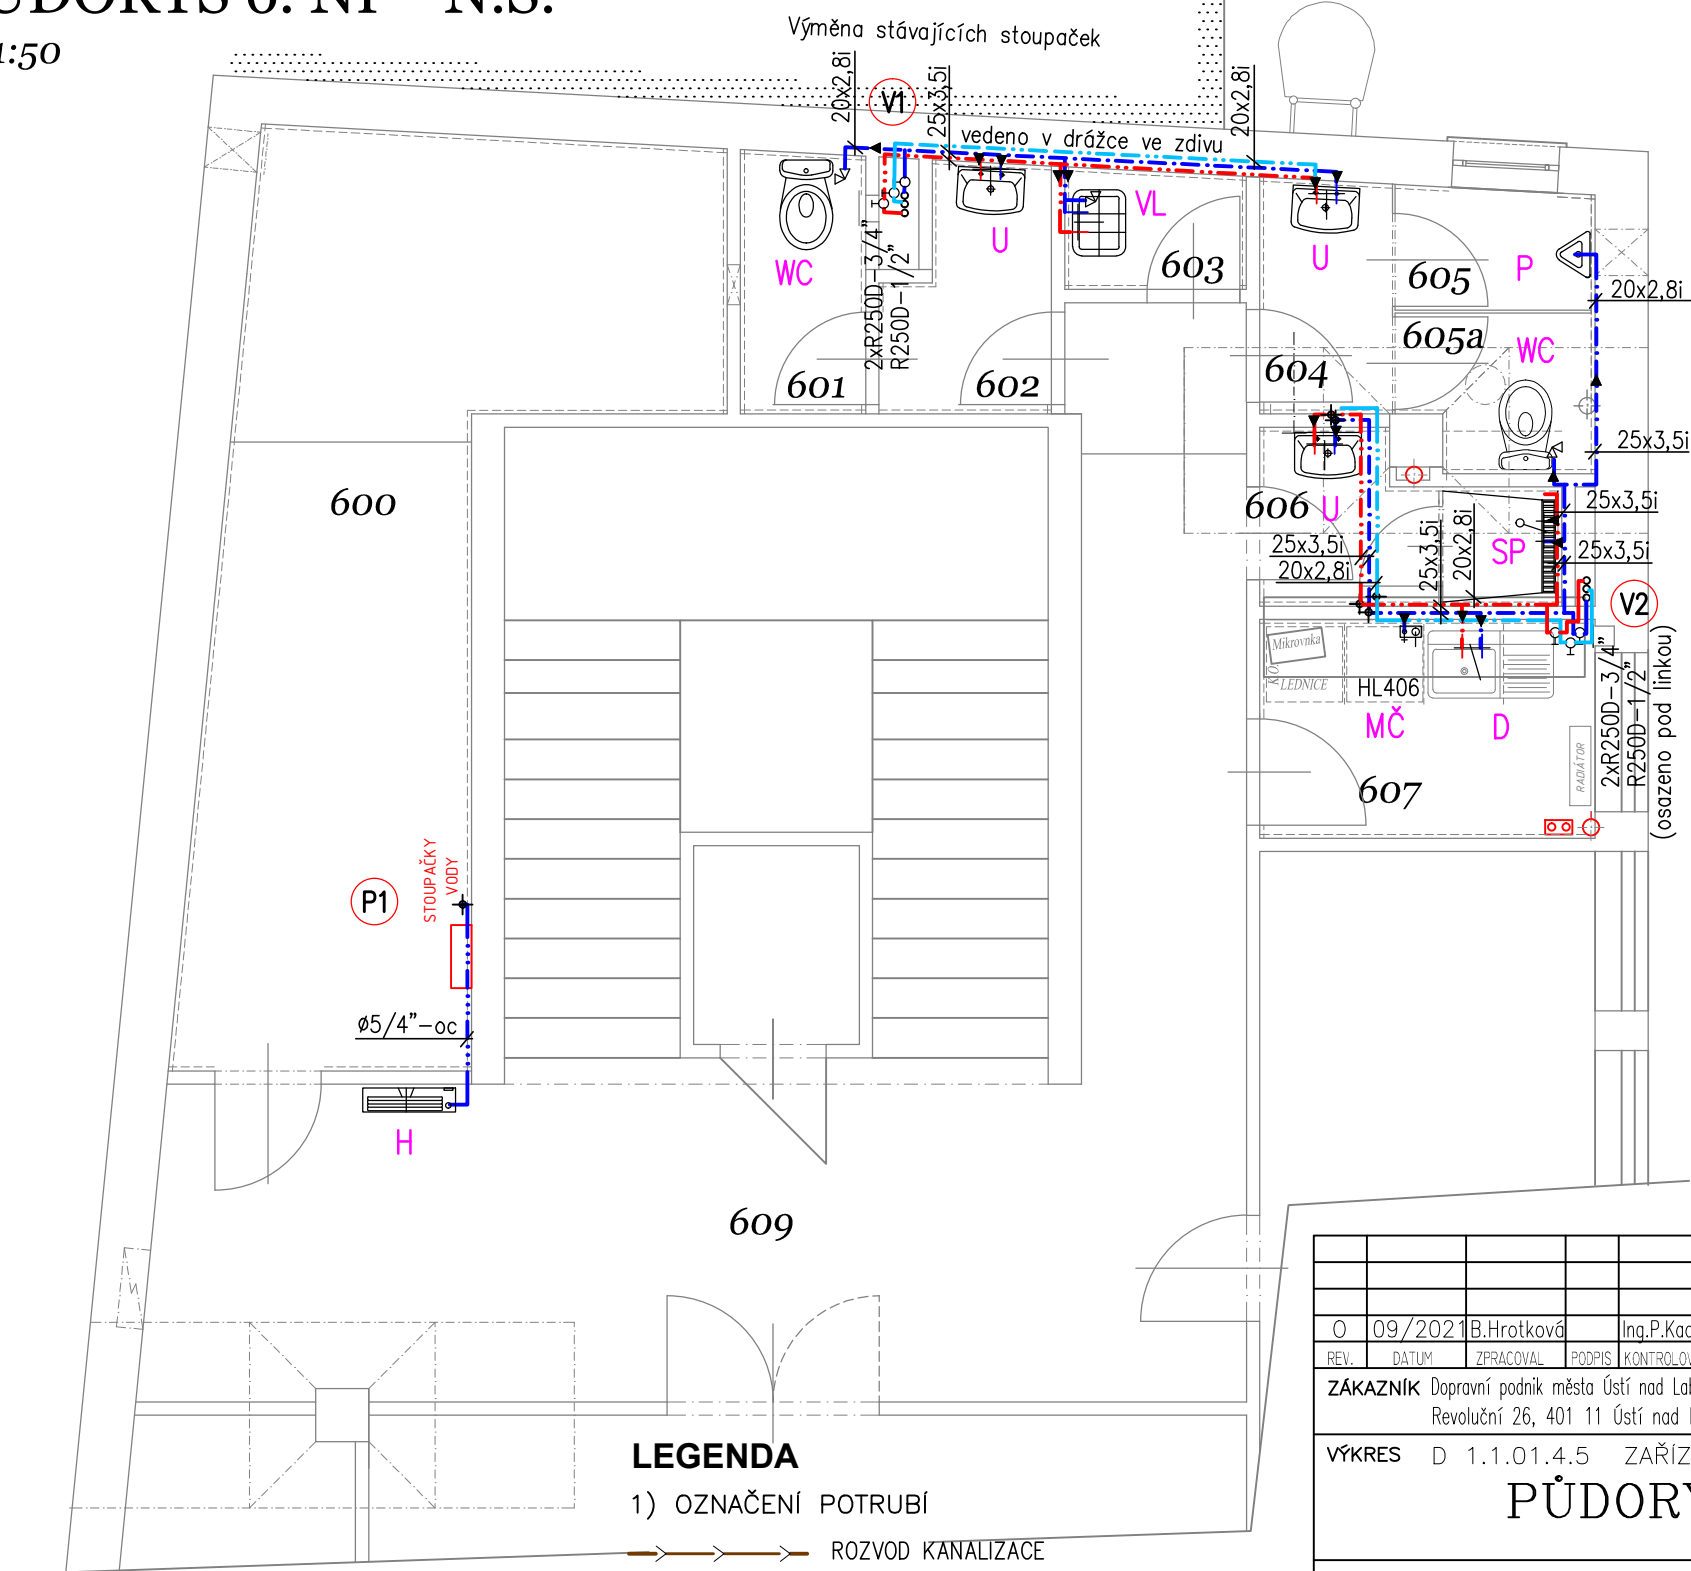 1:50
Výměna stávajících stoupaček
20x2,8i
V1
25x3,5i
20x2,8i
vedeno v drážce ve zdivu
WC
2xR250D-3/4"
R250D-1/2"
U
VL
603
U
605
P
20x2,8i
605a
WC
601
602
604
25x3,5i
600
606
U
25x3,5i
20x2,8i
25x3,5i
20x2,8i
SP
25x3,5i
25x3,5i
V2
Mikrovnka
LEDNICE
HL406
MČ
D
2xR250D-3/4"
R250D-1/2"
(osazeno pod linkou)
RADIÁTOR
607
STOUPAČKY
VODY
P1
ø5/4"-oc
H
609
0 09/2021 B.Hrotková
REV. DATUM ZPRACOVAL PODPIS
ZÁKAZNÍK Dopravní podnik města Ústí nad
Revoluční 26, 401 11 Ústí nad
VÝKRES D 1.1.01.4.5
LEGENDA
1) OZNAČENÍ POTRUBÍ
ROZVOD KANALIZACE